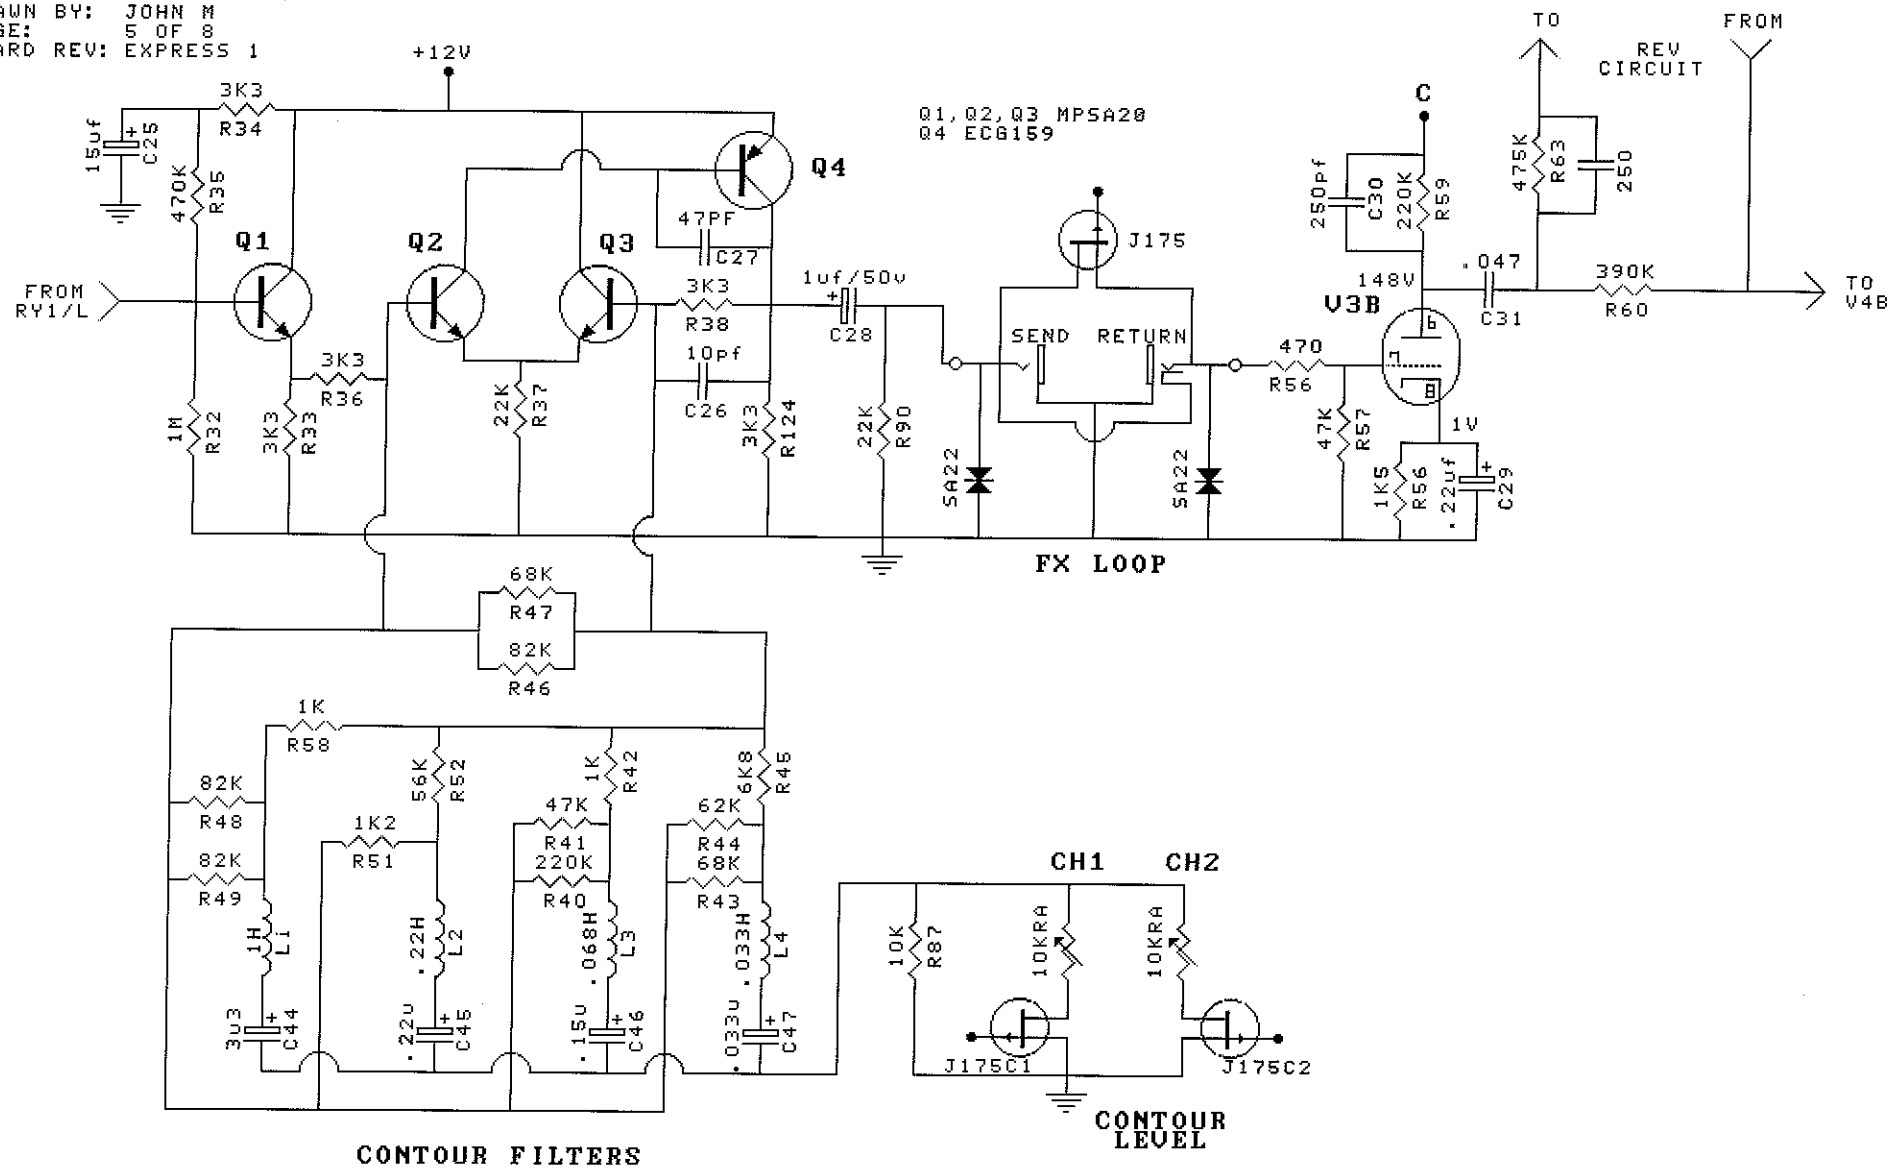 AWN BY: JOHN M
GE: 5 OF 8
ARD REV: EXPRESS 1
+12V
TO
FROM
REV
CIRCUIT
3K3
R34
15uf
C25
470K
R35
Q1,Q2,Q3 MPSA20
Q4 ECG159
C
Q4
250pf
C30
220K
R59
475K
R63
250
47PF
C27
J175
Q1
Q2
Q3
FROM
RY1/L
3K3
R38
1uf/50v
C28
148V
V3B
.047
C31
390K
R60
TO
V4B
6
7
8
SEND
RETURN
470
R56
3K3
R36
10pf
C26
22K
R37
1M
R32
3K3
R33
3K3
R124
22K
R90
SA22
SA22
47K
R57
1V
1K5
R56
.22uf
C29
FX LOOP
68K
R47
82K
R46
1K
R58
56K
R52
1K
R42
6K8
R45
82K
R48
1K2
R51
47K
R41
62K
R44
82K
R49
220K
R40
68K
R43
CH1
CH2
1H
L1
.22H
L2
.068H
L3
.033H
L4
10K
R87
10KRA
10KRA
3u3
C44
.22u
C45
.15u
C46
.033u
C47
J175C1
J175C2
CONTOUR
LEVEL
CONTOUR FILTERS